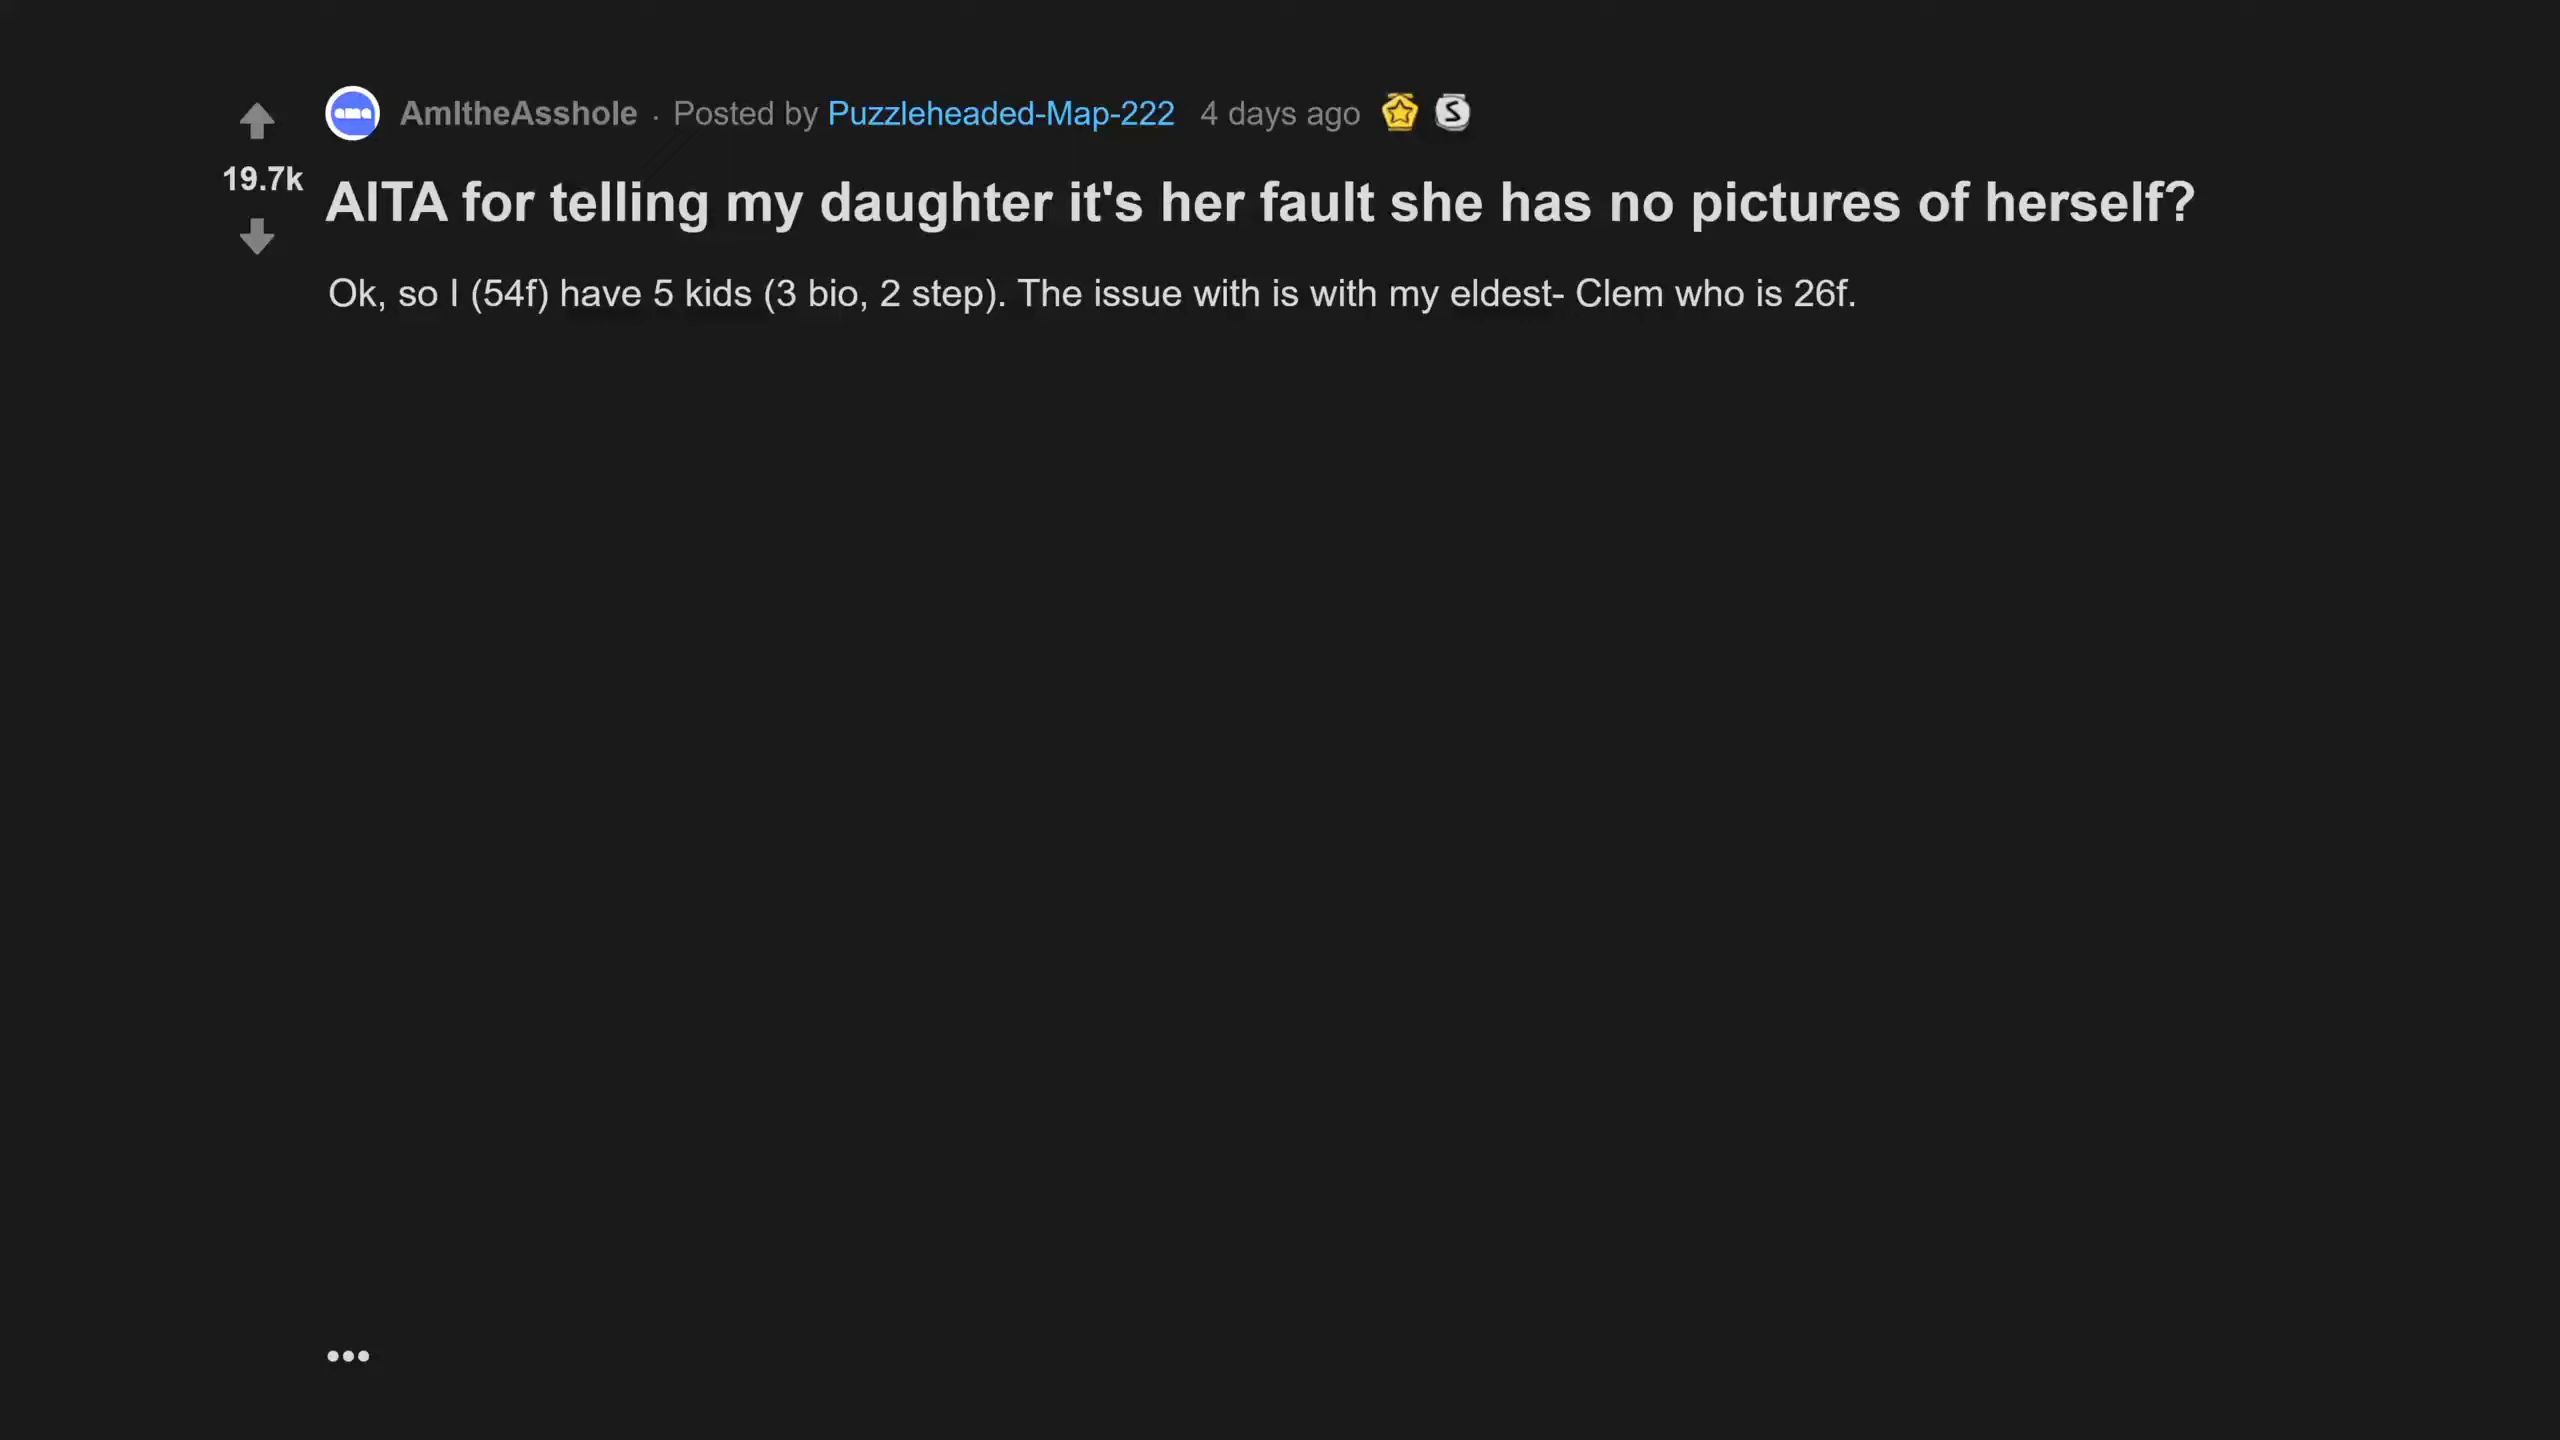 ama AmItheAsshole · Posted by Puzzleheaded-Map-222 4 days ago S
19.7k
AITA for telling my daughter it's her fault she has no pictures of herself?
Ok, so I (54f) have 5 kids (3 bio, 2 step). The issue with is with my eldest- Clem who is 26f.
•••